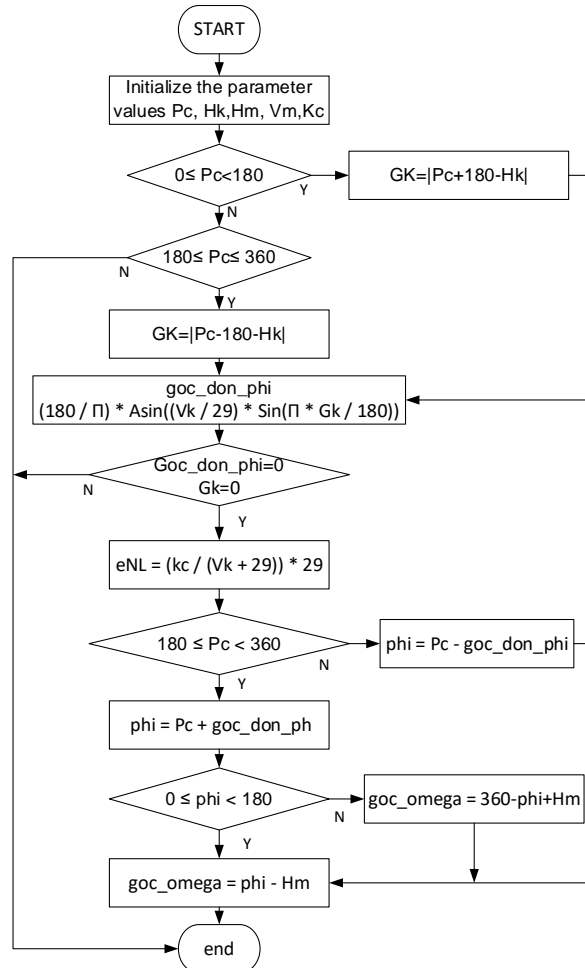 START
Initialize the parameter
values Pc, Hk,Hm, Vm,Kc
0≤ Pc<180
Y
GK=|Pc+180-Hk|
N
180≤ Pc≤ 360
N
Y
GK=|Pc-180-Hk|
goc_don_phi
(180 / Π) * Asin((Vk / 29) * Sin(Π * Gk / 180))
Goc_don_phi=0
Gk=0
N
Y
eNL = (kc / (Vk + 29)) * 29
180 ≤ Pc < 360
N
phi = Pc - goc_don_phi
Y
phi = Pc + goc_don_ph
0 ≤ phi < 180
N
goc_omega = 360-phi+Hm
Y
goc_omega = phi - Hm
end